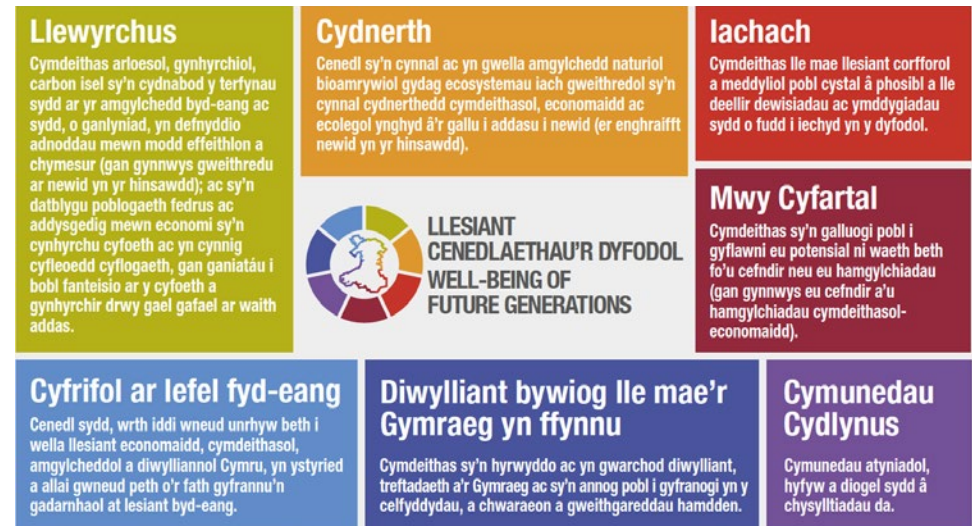 Llewyrchus
Cymdeithas arloesol, gynhyrchiol,
carbon isel sy'n cydnabod y terfynau
sydd ar yr amgylchedd byd-eang ac
sydd, o ganlyniad, yn defnyddio
adnoddau mewn modd effeithlon a
chymesur (gan gynnwys gweithredu
ar newid yn yr hinsawdd); ac sy'n
datblygu poblogaeth fedrus ac
addysgedig mewn economi sy'n
cynhyrchu cyfoeth ac yn cynnig
cyfleoedd cyflogaeth, gan ganiatáu i
bobl fanteisio ar y cyfoeth a
gynhyrchir drwy gael gafael ar waith
addas.
Cydnerth
Cenedl sy'n cynnal ac yn gwella amgylchedd naturiol
bioamrywiol gydag ecosystemau iach gweithredol sy'n
cynnal cydnerthedd cymdeithasol, economaidd ac
ecolegol ynghyd â'r gallu i addasu i newid (er enghraifft
newid yn yr hinsawdd).
Iachach
Cymdeithas lle mae llesiant corfforol
a meddyliol pobl cystal â phosibl a lle
deellir dewisiadau ac ymddygiadau
sydd o fudd i iechyd yn y dyfodol.
LLESIANT
CENEDLAETHAU'R DYFODOL
WELL-BEING OF
FUTURE GENERATIONS
Mwy Cyfartal
Cymdeithas sy'n galluogi pobl i
gyflawni eu potensial ni waeth beth
fo'u cefndir neu eu hamgylchiadau
(gan gynnwys eu cefndir a'u
hamgylchiadau cymdeithasol-
economaidd).
Cyfrifol ar lefel fyd-eang
Cenedl sydd, wrth iddi wneud unrhyw beth i
wella llesiant economaidd, cymdeithasol,
amgylcheddol a diwylliannol Cymru, yn ystyried
a allai gwneud peth o'r fath gyfrannu'n
gadarnhaol at lesiant byd-eang.
Diwylliant bywiog lle mae'r
Gymraeg yn ffynnu
Cymdeithas sy'n hyrwyddo ac yn gwarchod diwylliant,
treftadaeth a'r Gymraeg ac sy'n annog pobl i gyfranogi yn y
celfyddydau, a chwaraeon a gweithgareddau hamdden.
Cymunedau
Cydlynus
Cymunedau atyniadol,
hyfyw a diogel sydd â
chysylltiadau da.